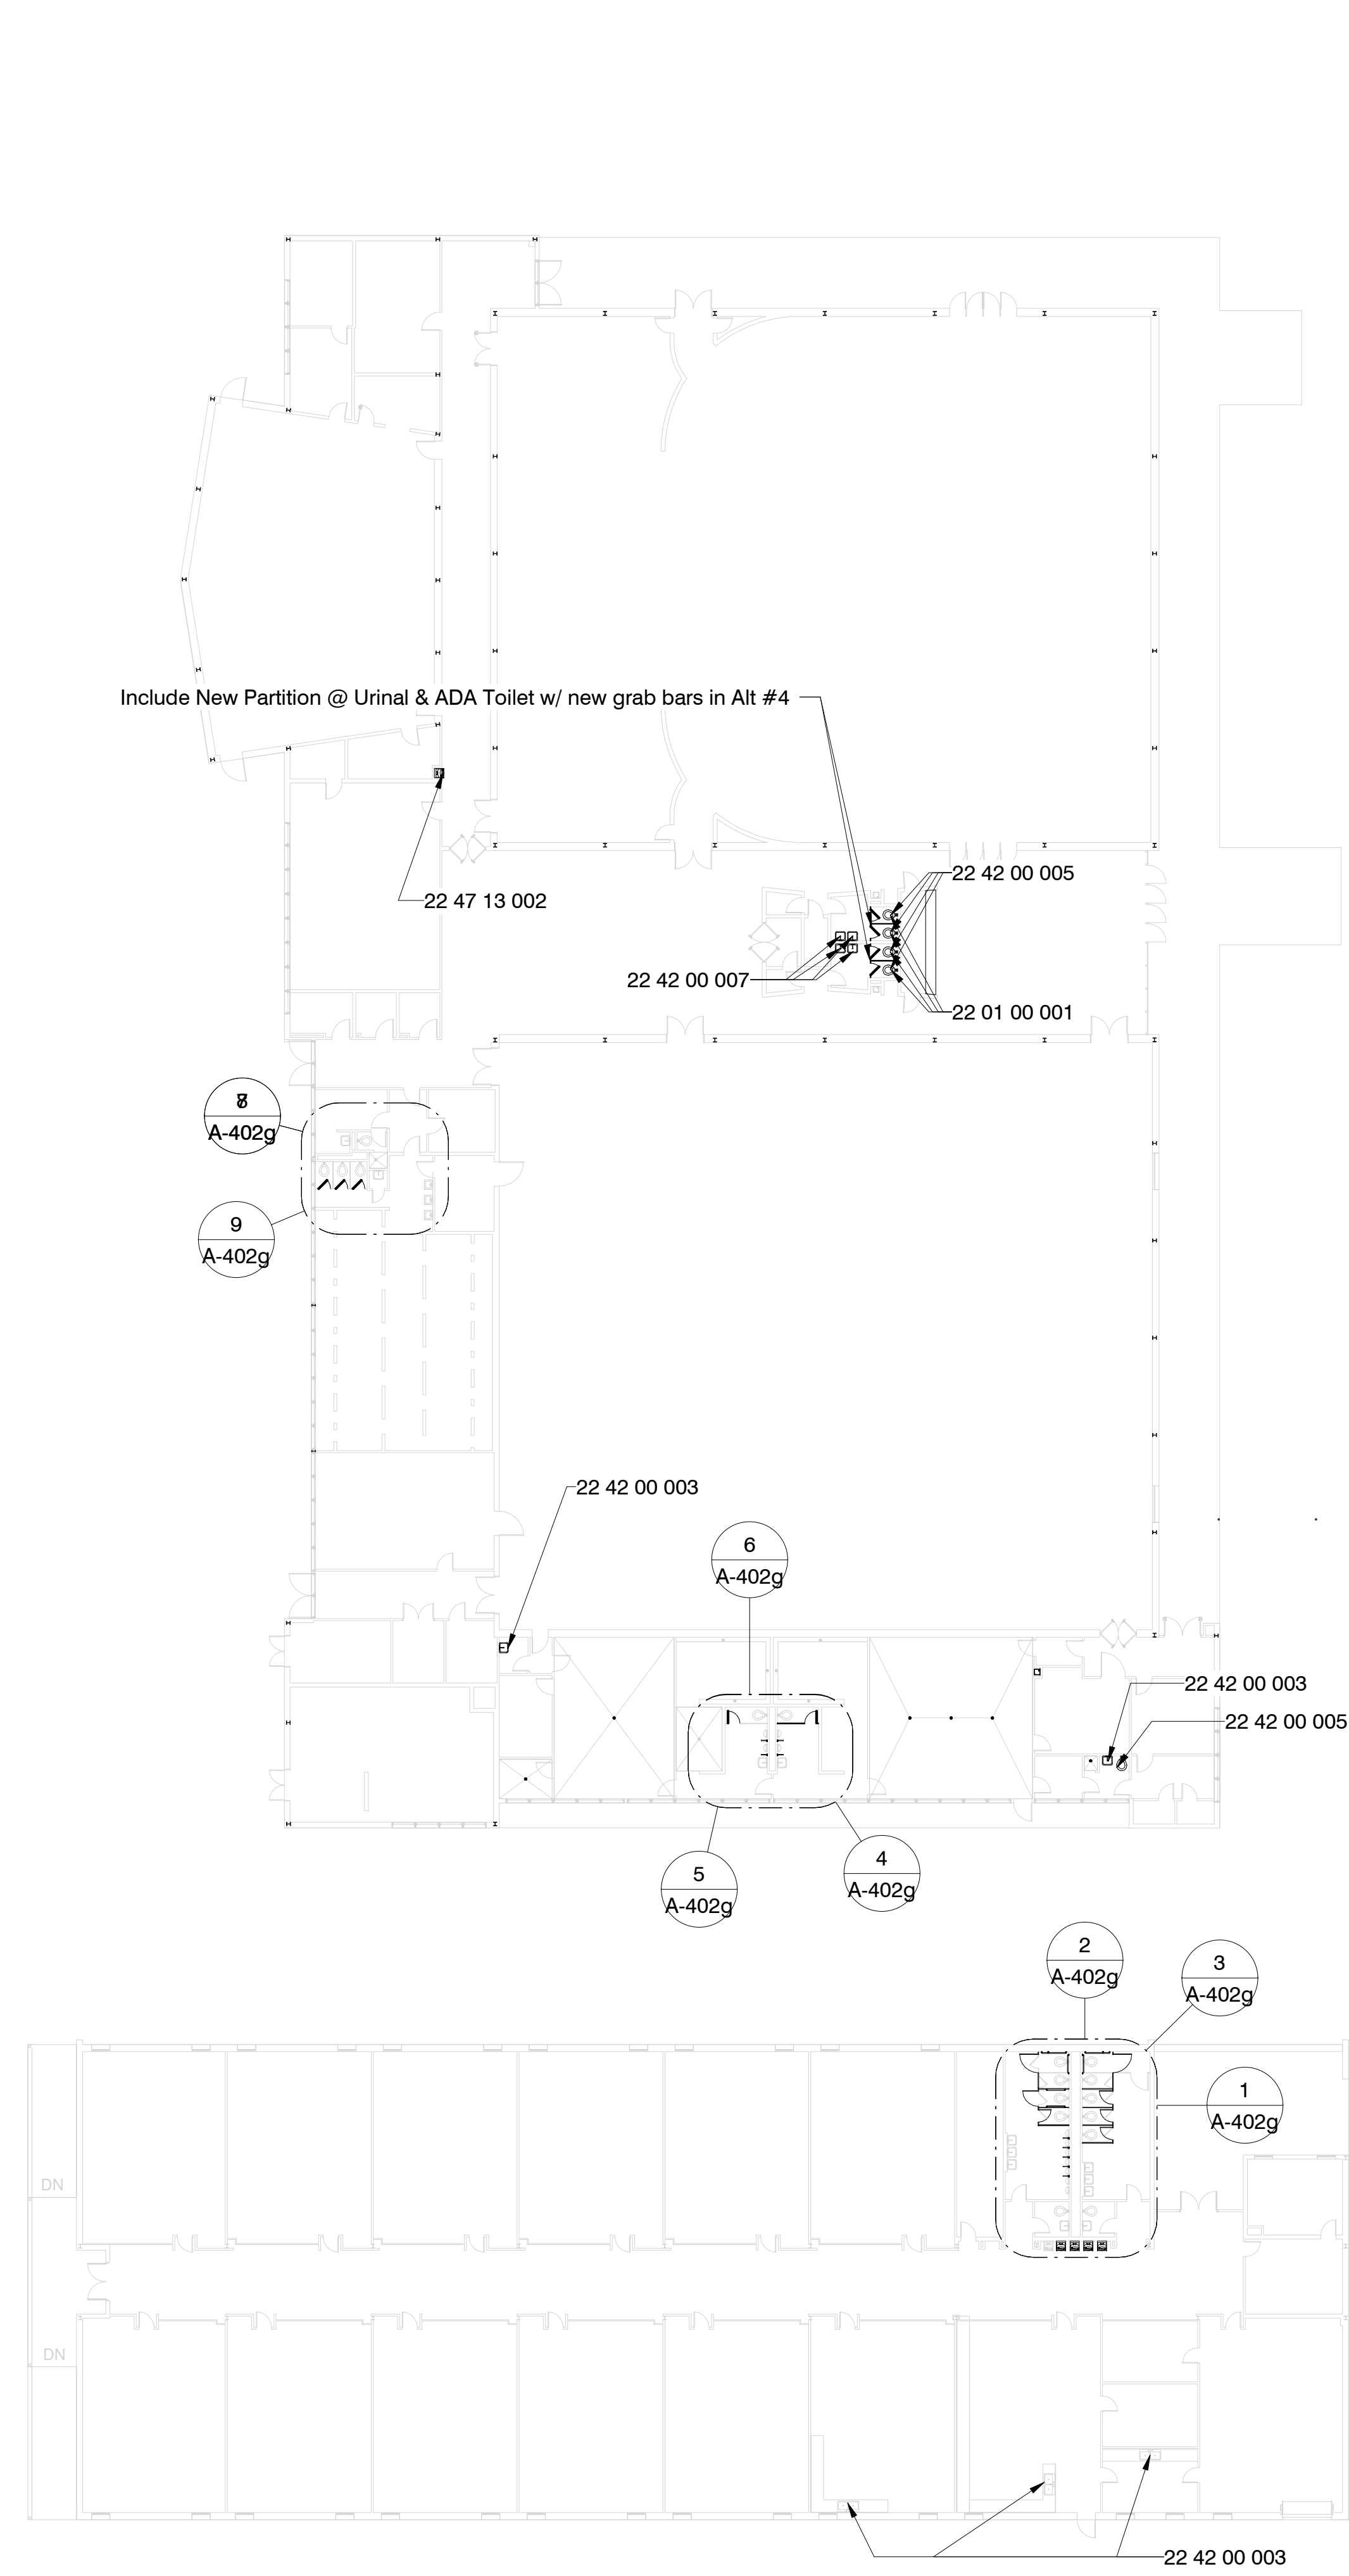 Include New Partition @ Urinal & ADA Toilet w/ new grab bars in Alt #4
22 42 00 005
22 47 13 002
22 42 00 007
22 01 00 001
A-402g
9
A-402g
22 42 00 003
6
A-402g
22 42 00 003
22 42 00 005
5
A-402g
4
A-402g
2
A-402g
3
A-402g
1
A-402g
DN
DN
22 42 00 003